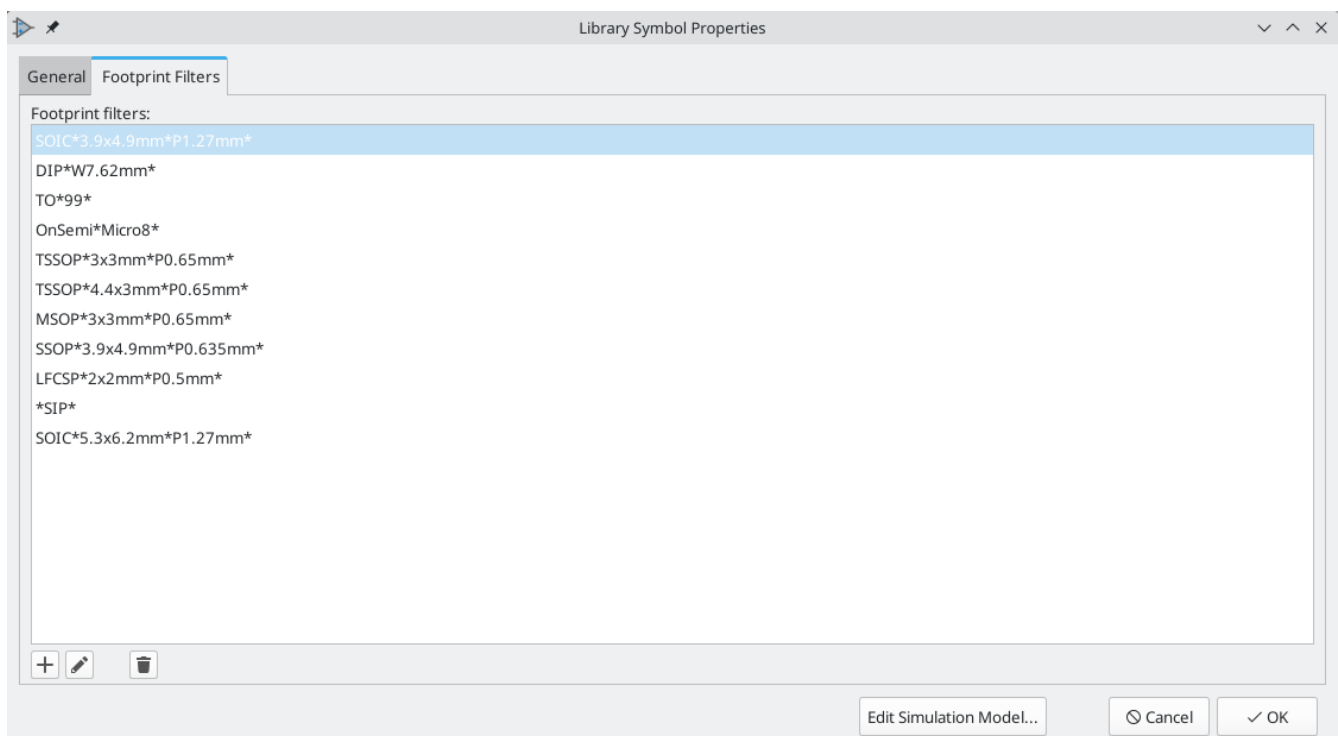 Library Symbol Properties
General Footprint Filters
Footprint filters:
SOIC*3.9x4.9mm*P1.27mm*
DIP*W7.62mm*
TO*99*
OnSemi*Micro8*
TSSOP*3x3mm*P0.65mm*
TSSOP*4.4x3mm*P0.65mm*
MSOP*3x3mm*P0.65mm*
SSOP*3.9x4.9mm*P0.635mm*
LFCSP*2x2mm*P0.5mm*
*SIP*
SOIC*5.3x6.2mm*P1.27mm*
Edit Simulation Model... Cancel OK